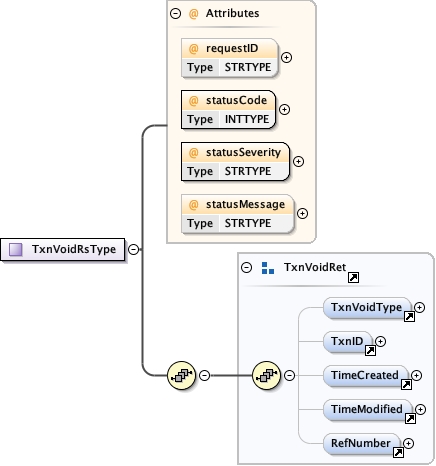 @ Attributes
@ requestID
Type STRTYPE
@ statusCode
Type INTTYPE
@ statusSeverity
Type STRTYPE
@ statusMessage
Type STRTYPE
TxnVoidRsType
TxnVoidRet
TxnVoidType
TxnID
TimeCreated
TimeModified
RefNumber